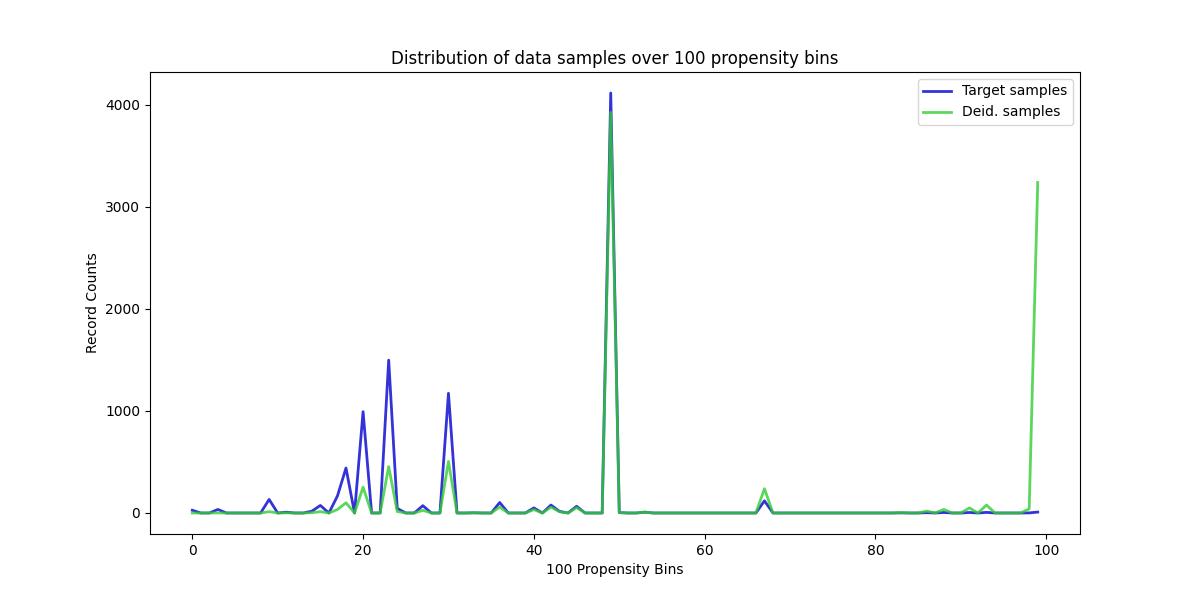 Distribution of data samples over 100 propensity bins
Target samples
Deid. samples
4000
3000
2000
1000
0
Record Counts
0 20 40 60 80 100
100 Propensity Bins